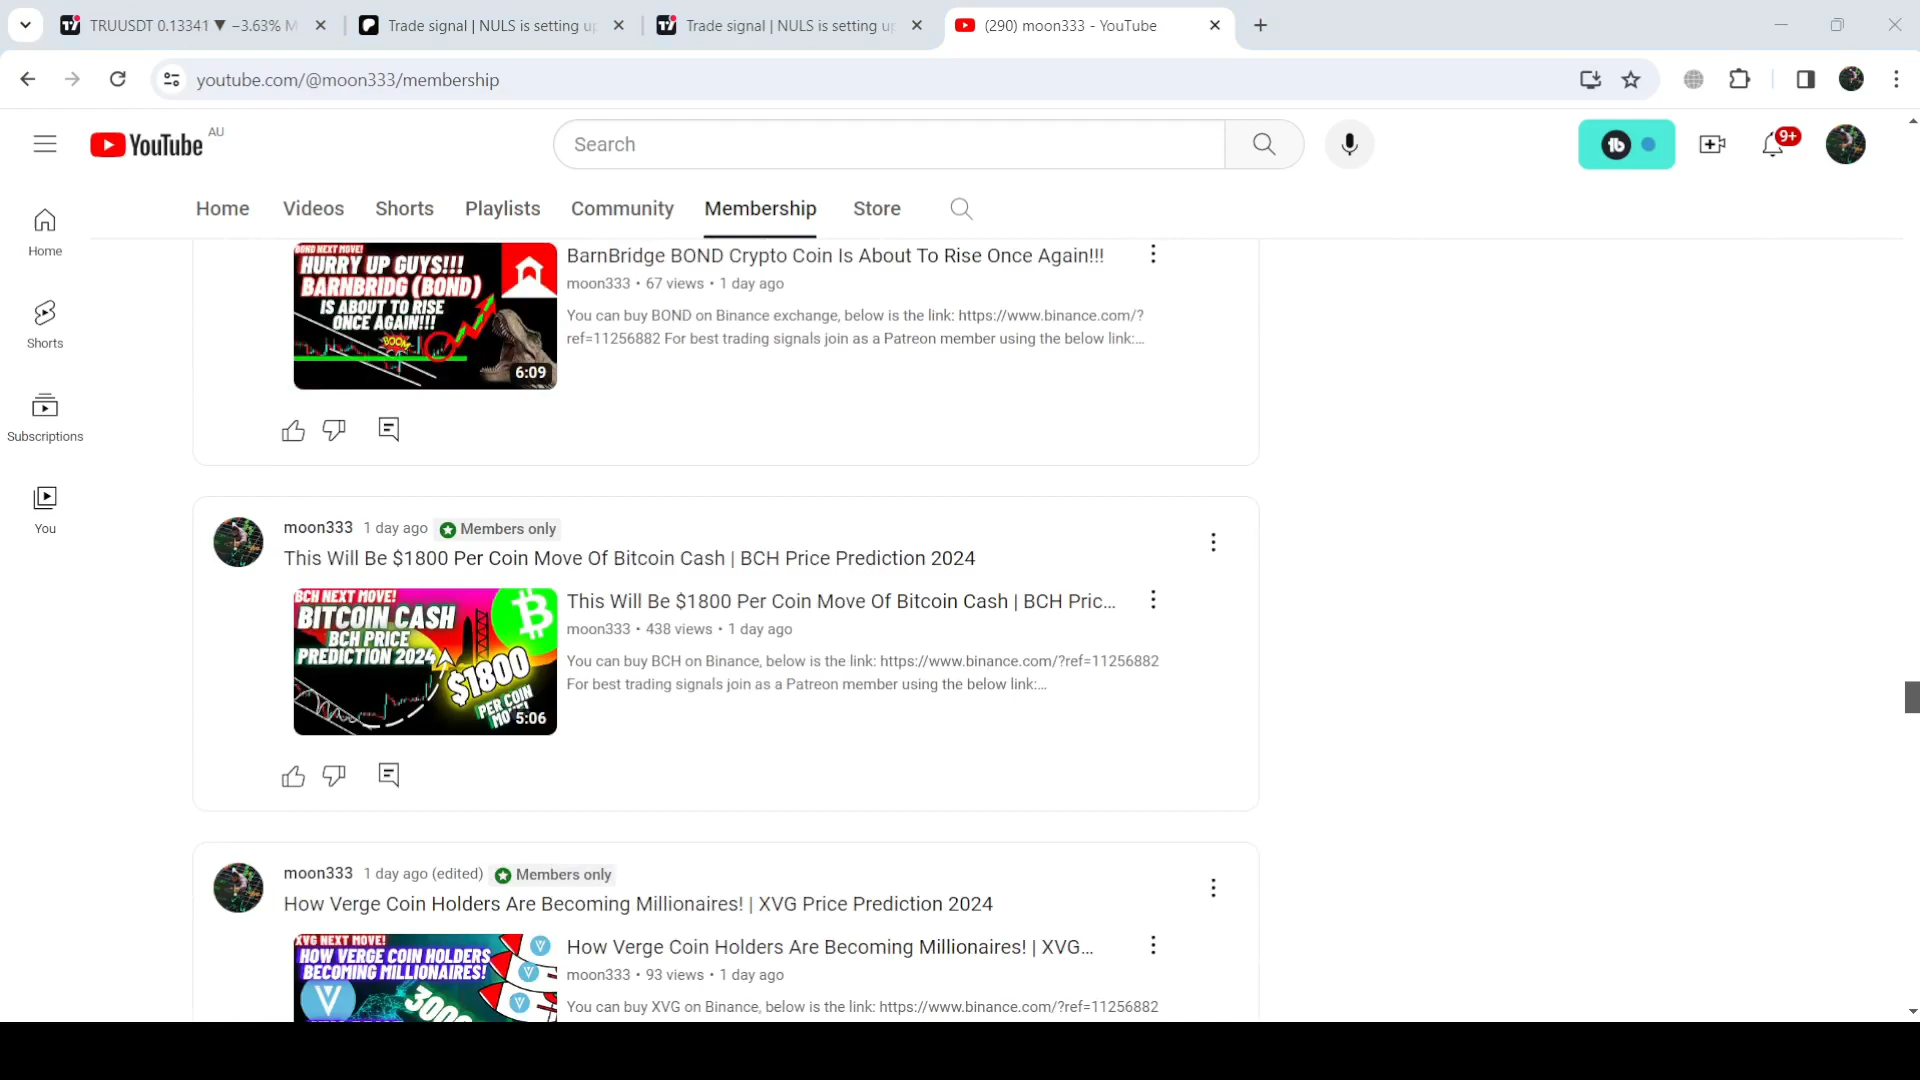 TRUUSDT 0.13341 ▼ −3.63% M
Trade signal | NULS is setting up
Trade signal | NULS is setting up
(290) moon333 - YouTube
youtube.com/@moon333/membership
YouTube AU
Search
9+
Home
Videos
Shorts
Playlists
Community
Membership
Store
Home
Shorts
Subscriptions
You
BOND NEXT MOVE!
HURRY UP GUYS!!!
BARNBRIDG (BOND)
IS ABOUT TO RISE
ONCE AGAIN!!!
BOOM
6:09
BarnBridge BOND Crypto Coin Is About To Rise Once Again!!!
moon333 • 67 views • 1 day ago
You can buy BOND on Binance exchange, below is the link: https://www.binance.com/?
ref=11256882 For best trading signals join as a Patreon member using the below link:...
moon333 1 day ago Members only
This Will Be $1800 Per Coin Move Of Bitcoin Cash | BCH Price Prediction 2024
BCH NEXT MOVE!
BITCOIN CASH
BCH PRICE
PREDICTION 2024
$1800
PER COIN
5:06
This Will Be $1800 Per Coin Move Of Bitcoin Cash | BCH Pric...
moon333 • 438 views • 1 day ago
You can buy BCH on Binance, below is the link: https://www.binance.com/?ref=11256882
For best trading signals join as a Patreon member using the below link:...
moon333 1 day ago (edited) Members only
How Verge Coin Holders Are Becoming Millionaires! | XVG Price Prediction 2024
XVG NEXT MOVE!
HOW VERGE COIN HOLDERS
BECOMING MILLIONAIRES!
How Verge Coin Holders Are Becoming Millionaires! | XVG...
moon333 • 93 views • 1 day ago
You can buy XVG on Binance, below is the link: https://www.binance.com/?ref=11256882